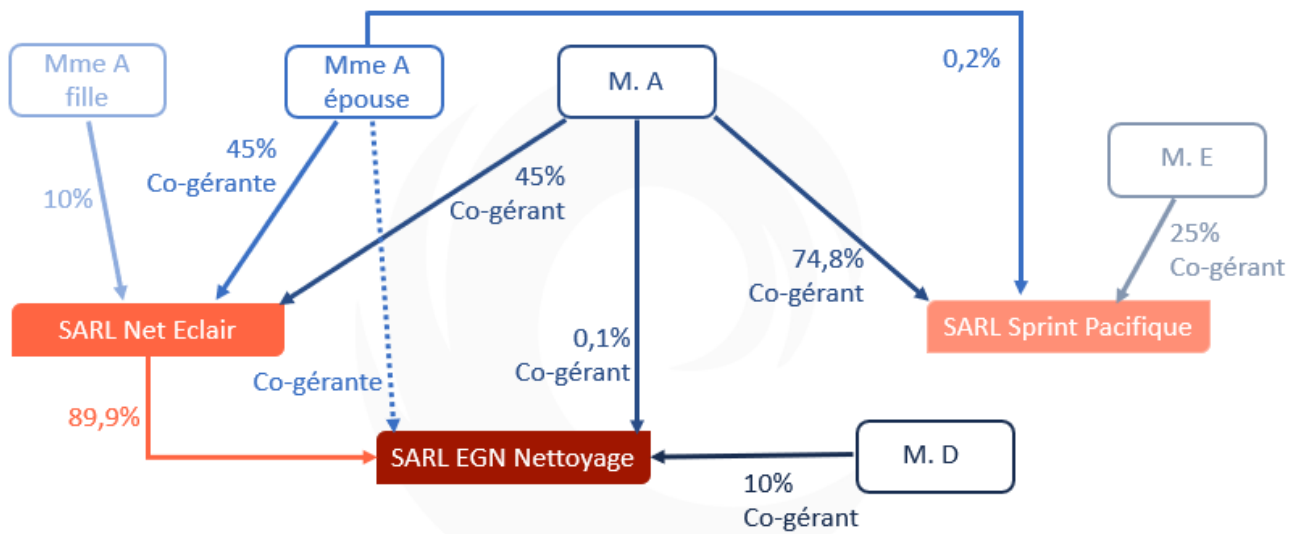 Mme A
fille
Mme A
épouse
M. A
0,2%
M. E
45%
Co-gérante
10%
45%
Co-gérant
74,8%
Co-gérant
25%
Co-gérant
SARL Net Eclair
SARL Sprint Pacifique
0,1%
Co-gérant
Co-gérante
89,9%
SARL EGN Nettoyage
M. D
10%
Co-gérant